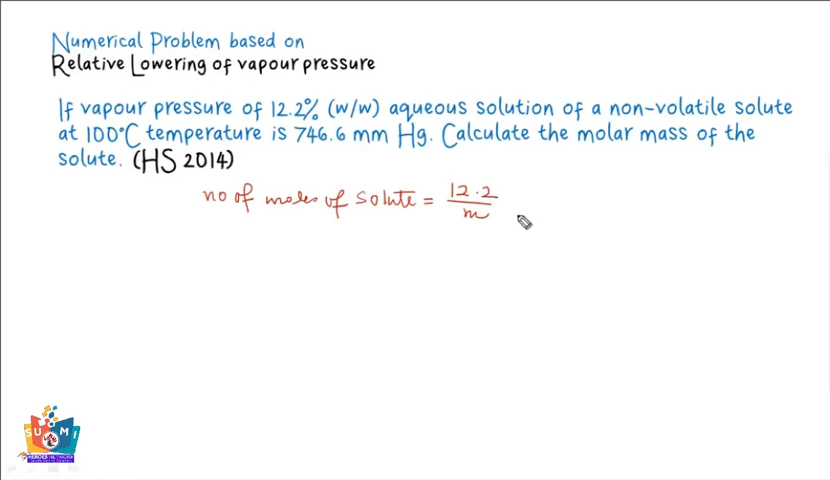 Numerical Problem based on
Relative Lowering of vapour pressure
If vapour pressure of 12.2% (w/w) aqueous solution of a non-volatile solute
at 100°C temperature is 746.6 mm Hg. Calculate the molar mass of the
solute. (HS 2014)
no of moles of solute = 12.2
m
SUMI